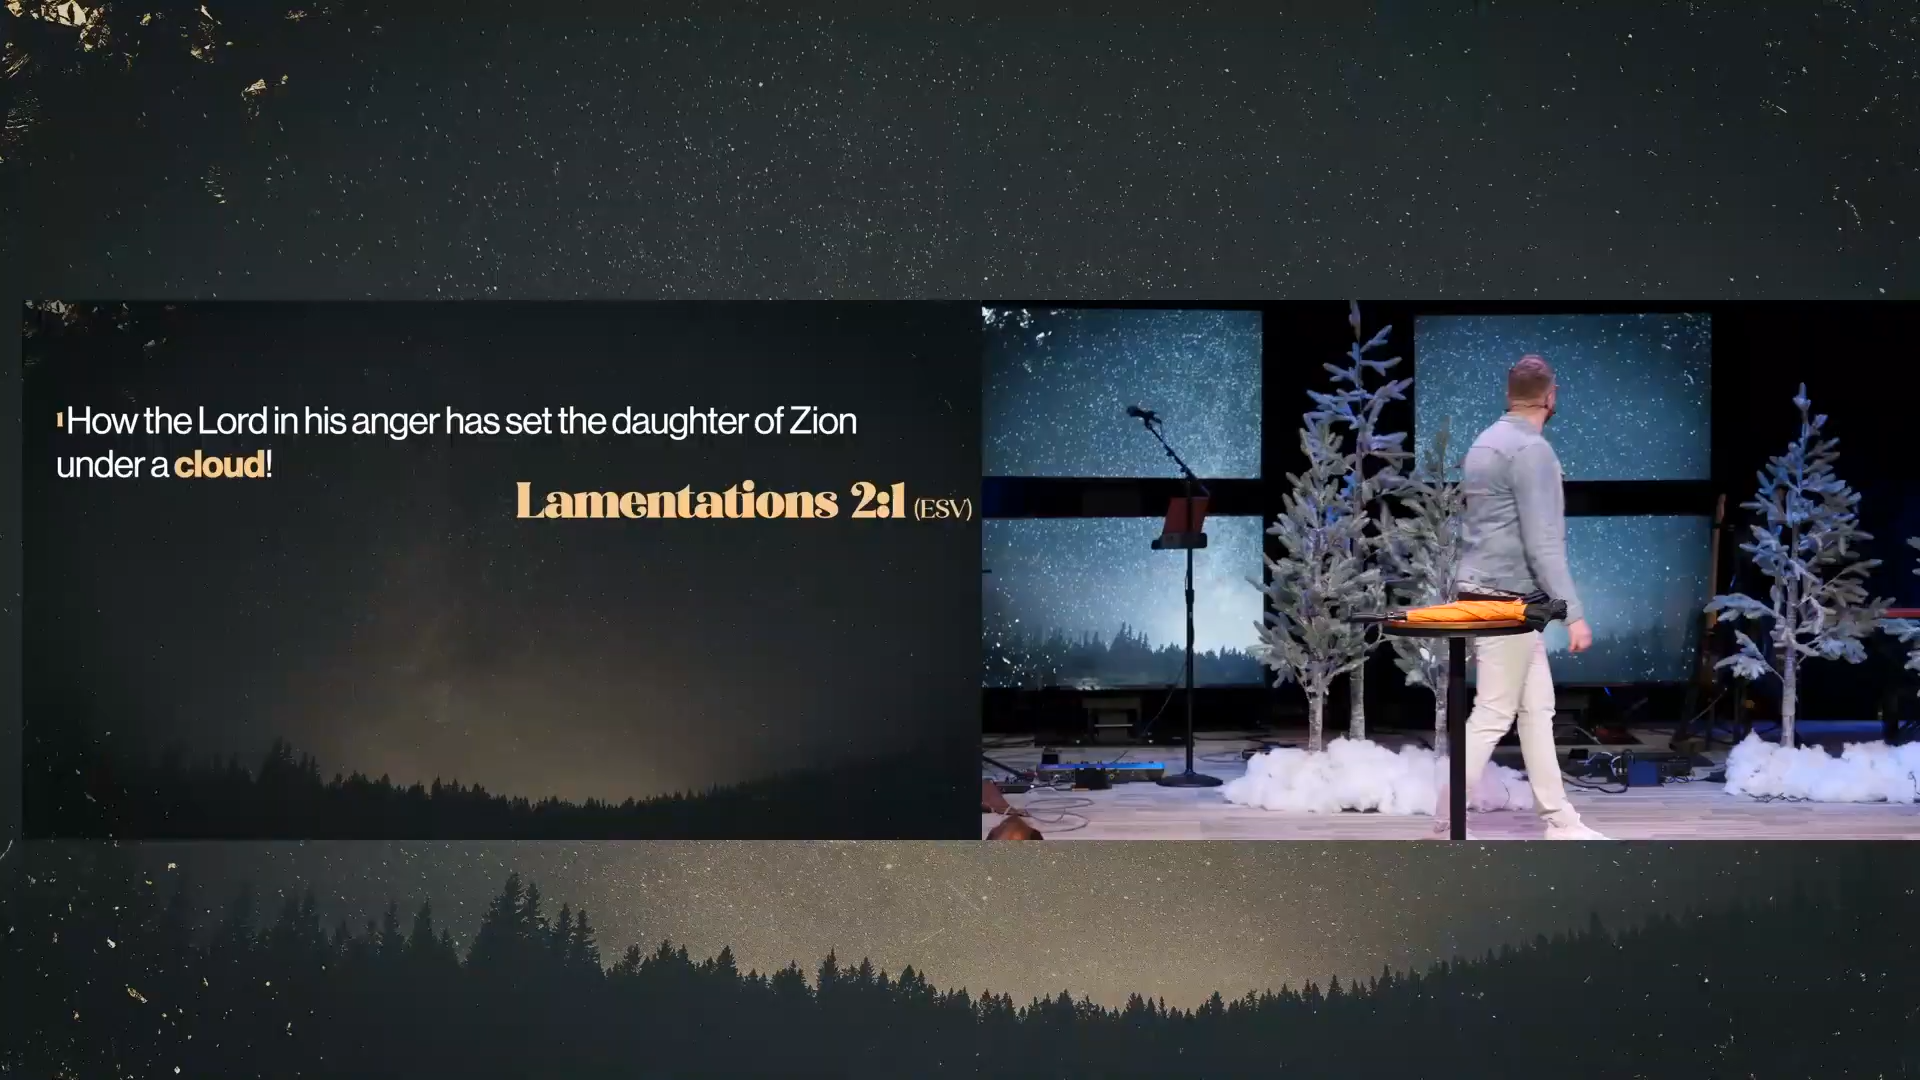 1How the Lord in his anger has set the daughter of Zion
under a cloud!
Lamentations 2:1 (ESV)